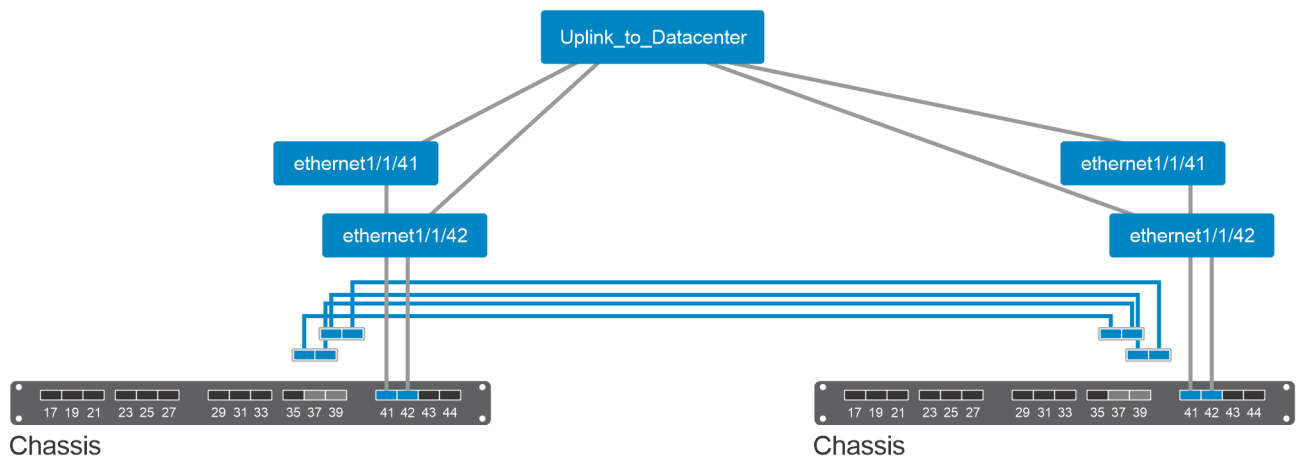 Uplink_to_Datacenter
ethernet1/1/41
ethernet1/1/41
ethernet1/1/42
ethernet1/1/42
17 19 21 23 25 27 29 31 33 35 37 39 41 42 43 44
17 19 21 23 25 27 29 31 33 35 37 39 41 42 43 44
Chassis
Chassis